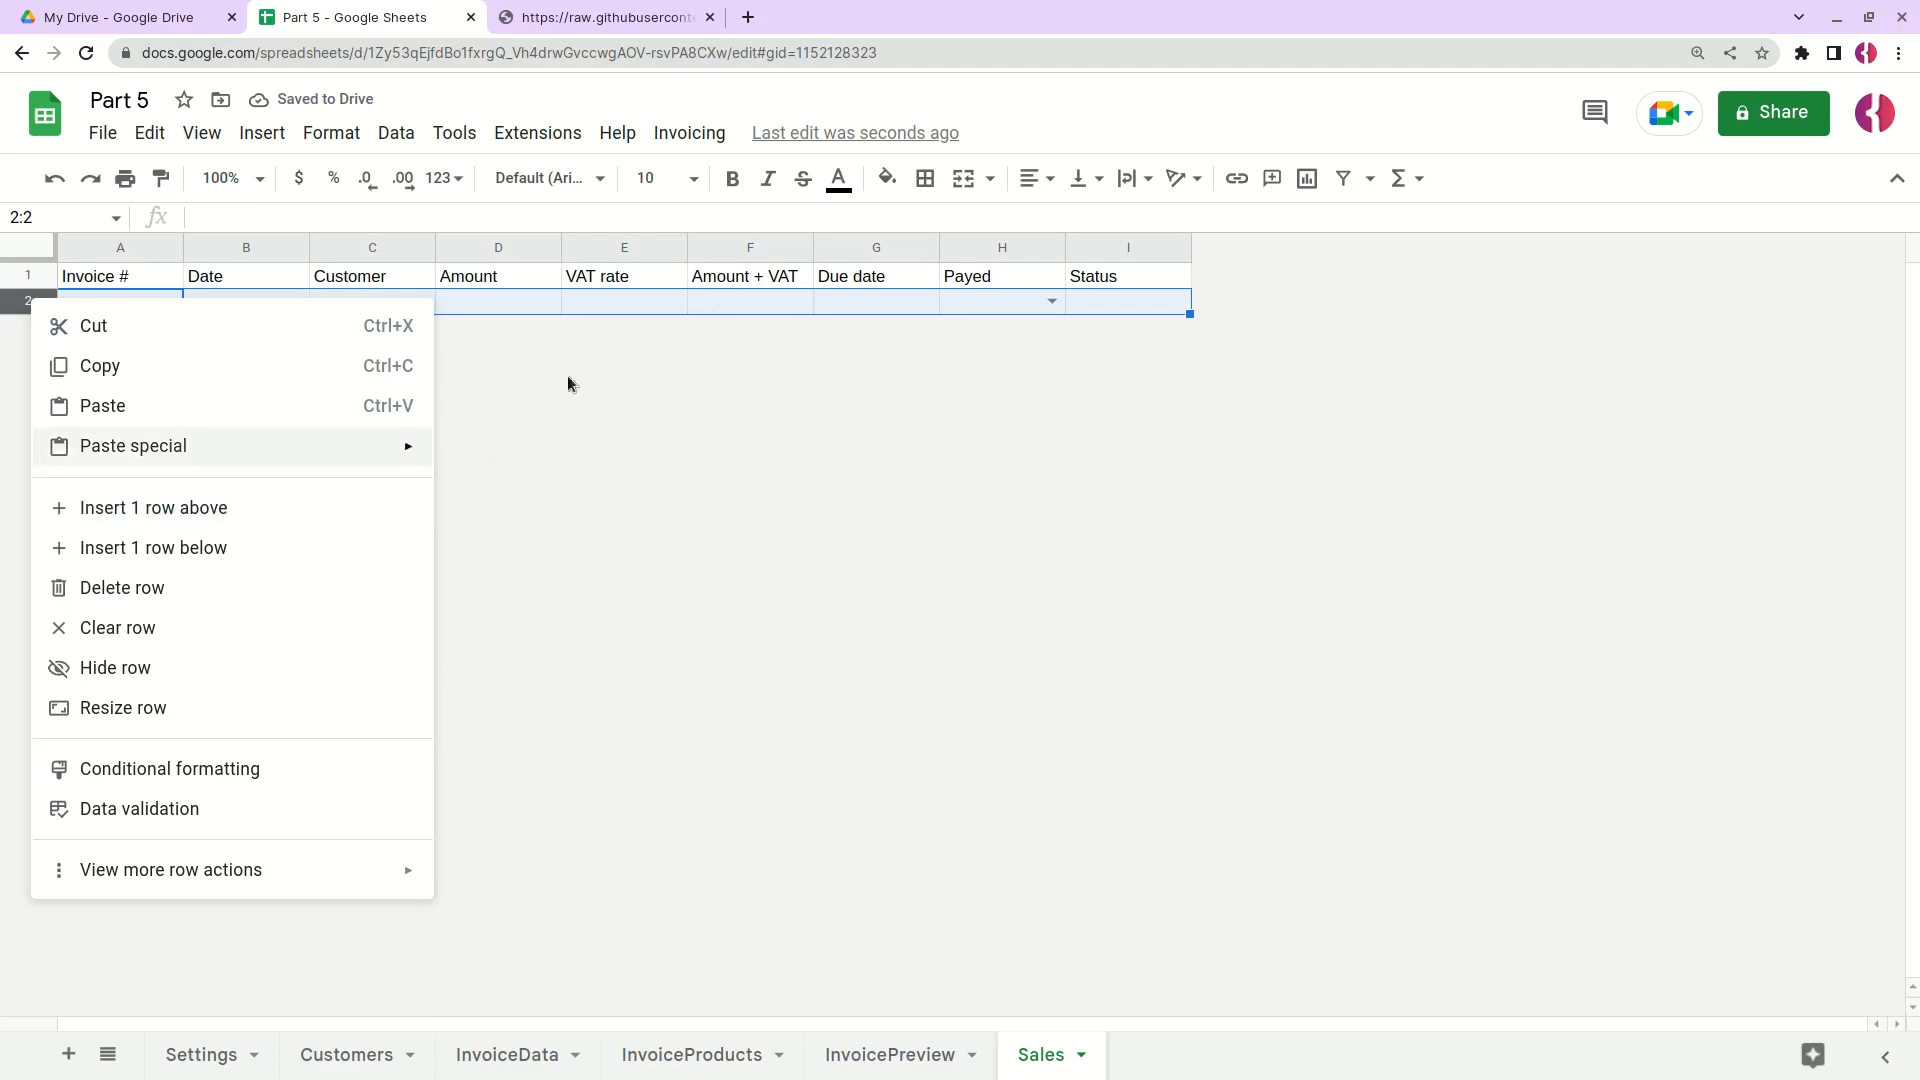 My Drive - Google Drive
Part 5 - Google Sheets
https://raw.githubuserconte
docs.google.com/spreadsheets/d/1Zy53qEjfdBo1fxrgQ_Vh4drwGvccwgAOV-rsvPA8CXw/edit#gid=1152128323
Part 5
Saved to Drive
Share
File Edit View Insert Format Data Tools Extensions Help Invoicing Last edit was seconds ago
100% $ % .0 .00 123 Default (Ari... 10 B I S A Σ
2:2 fx
A B C D E F G H I
1 Invoice # Date Customer Amount VAT rate Amount + VAT Due date Payed Status
2
Cut Ctrl+X
Copy Ctrl+C
Paste Ctrl+V
Paste special
Insert 1 row above
Insert 1 row below
Delete row
Clear row
Hide row
Resize row
Conditional formatting
Data validation
View more row actions
Settings Customers InvoiceData InvoiceProducts InvoicePreview Sales